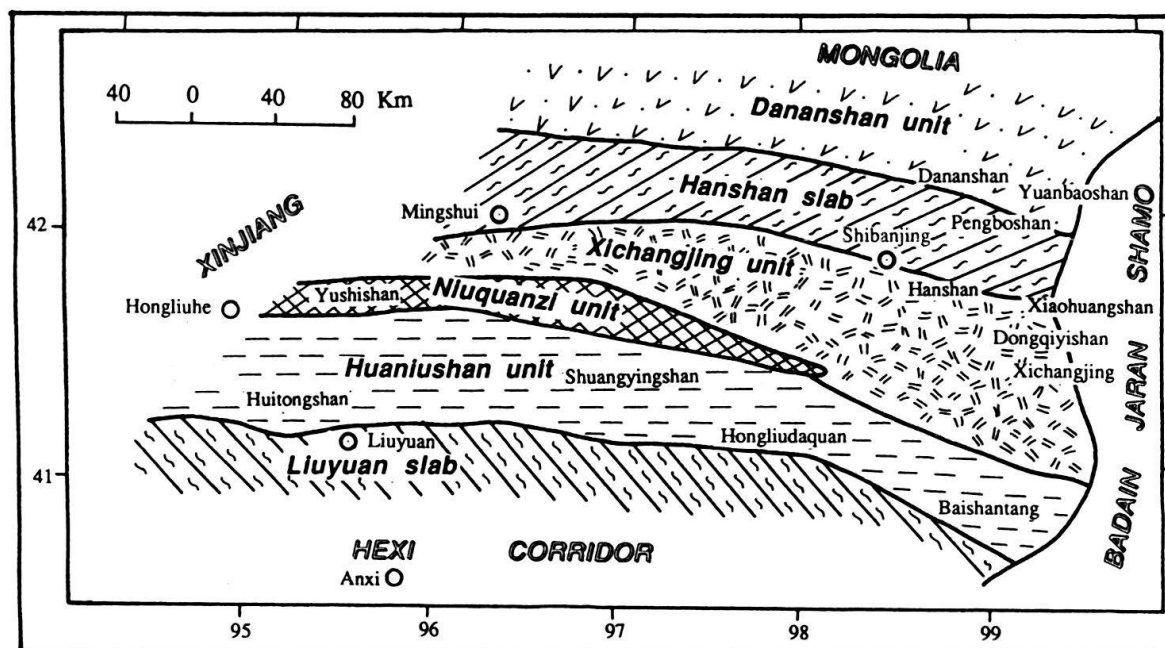 MONGOLIA
40 0 40 80 Km
Dananshan unit
Dananshan
Yuanbaoshan
Hanshan slab
Mingshui
Pengboshan
42
Shibanjing
XINJIANG
Xichangjing unit
Hanshan
Xiaohuangshan
Yushishan
Niuquanzi unit
Hongliuhe
Dongqiyishan
Huaniushan unit
Shuangyingshan
Xichangjing
Huitongshan
Liuyuan
Hongliudaquan
Liuyuan slab
41
Baishantang
BADAIN JARAN SHAMO
HEXI CORRIDOR
Anxi
95 96 97 98 99